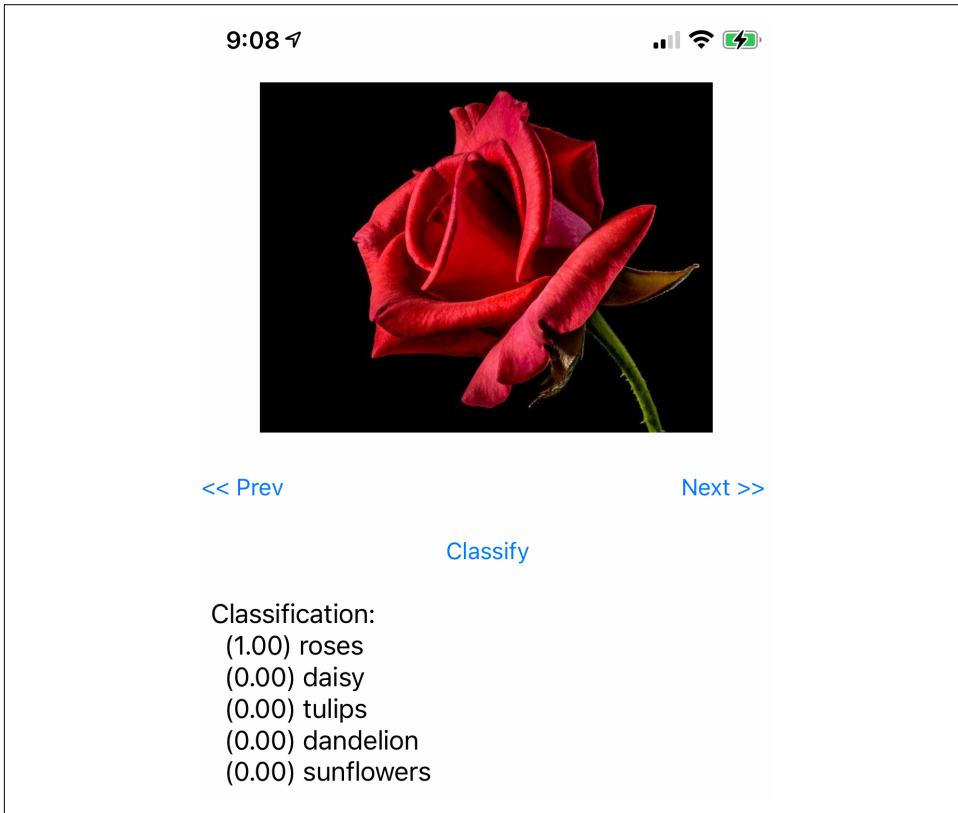 9:08
<< Prev
Next >>
Classify
Classification:
(1.00) roses
(0.00) daisy
(0.00) tulips
(0.00) dandelion
(0.00) sunflowers